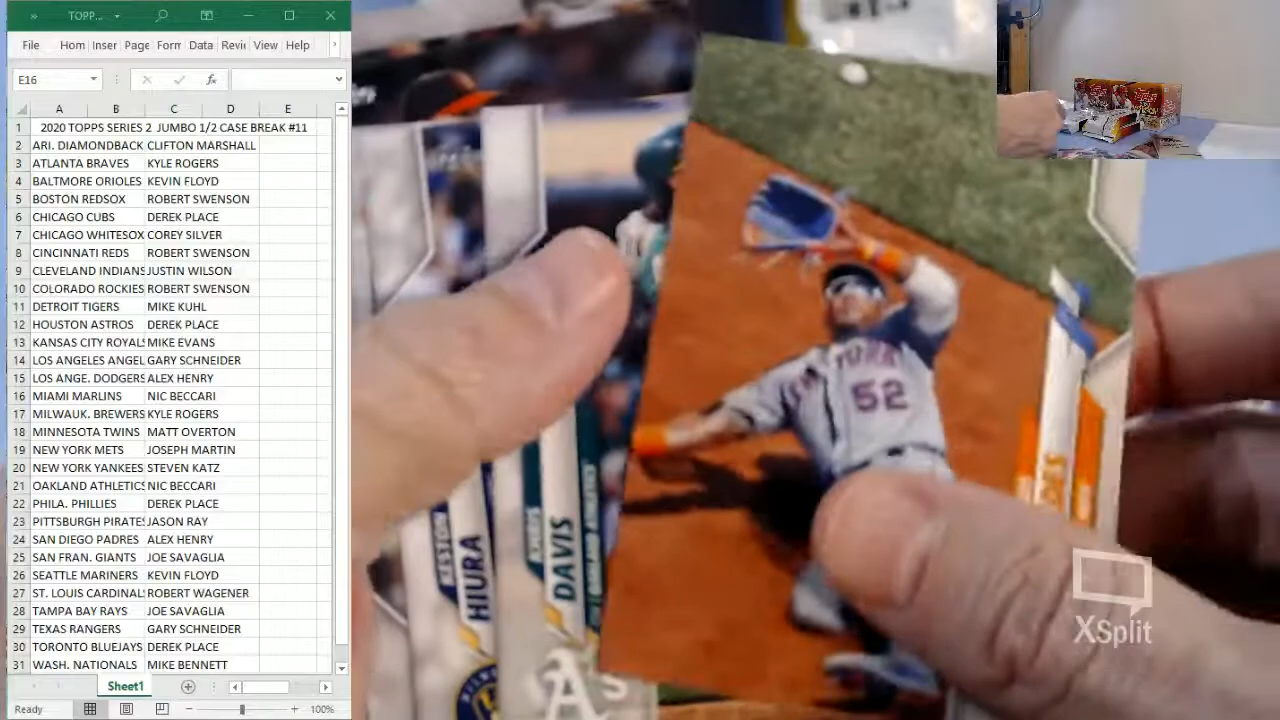 » TOPP...
File Hom Inser Page Form Data Revie View Help
E16 fx
A B C D E
1 2020 TOPPS SERIES 2 JUMBO 1/2 CASE BREAK #11
2 ARI. DIAMONDBACK CLIFTON MARSHALL
3 ATLANTA BRAVES KYLE ROGERS
4 BALTMORE ORIOLES KEVIN FLOYD
5 BOSTON REDSOX ROBERT SWENSON
6 CHICAGO CUBS DEREK PLACE
7 CHICAGO WHITESOX COREY SILVER
8 CINCINNATI REDS ROBERT SWENSON
9 CLEVELAND INDIANS JUSTIN WILSON
10 COLORADO ROCKIES ROBERT SWENSON
11 DETROIT TIGERS MIKE KUHL
12 HOUSTON ASTROS DEREK PLACE
13 KANSAS CITY ROYALS MIKE EVANS
14 LOS ANGELES ANGEL GARY SCHNEIDER
15 LOS ANGE. DODGERS ALEX HENRY
16 MIAMI MARLINS NIC BECCARI
17 MILWAUK. BREWERS KYLE ROGERS
18 MINNESOTA TWINS MATT OVERTON
19 NEW YORK METS JOSEPH MARTIN
20 NEW YORK YANKEES STEVEN KATZ
21 OAKLAND ATHLETICS NIC BECCARI
22 PHILA. PHILLIES DEREK PLACE
23 PITTSBURGH PIRATES JASON RAY
24 SAN DIEGO PADRES ALEX HENRY
25 SAN FRAN. GIANTS JOE SAVAGLIA
26 SEATTLE MARINERS KEVIN FLOYD
27 ST. LOUIS CARDINALS ROBERT WAGENER
28 TAMPA BAY RAYS JOE SAVAGLIA
29 TEXAS RANGERS GARY SCHNEIDER
30 TORONTO BLUEJAYS DEREK PLACE
31 WASH. NATIONALS MIKE BENNETT
Sheet1
Ready 100%
KESTON
HIURA
KHRIS
DAVIS
OAKLAND ATHLETICS
A'S
YORK
52
XSplit